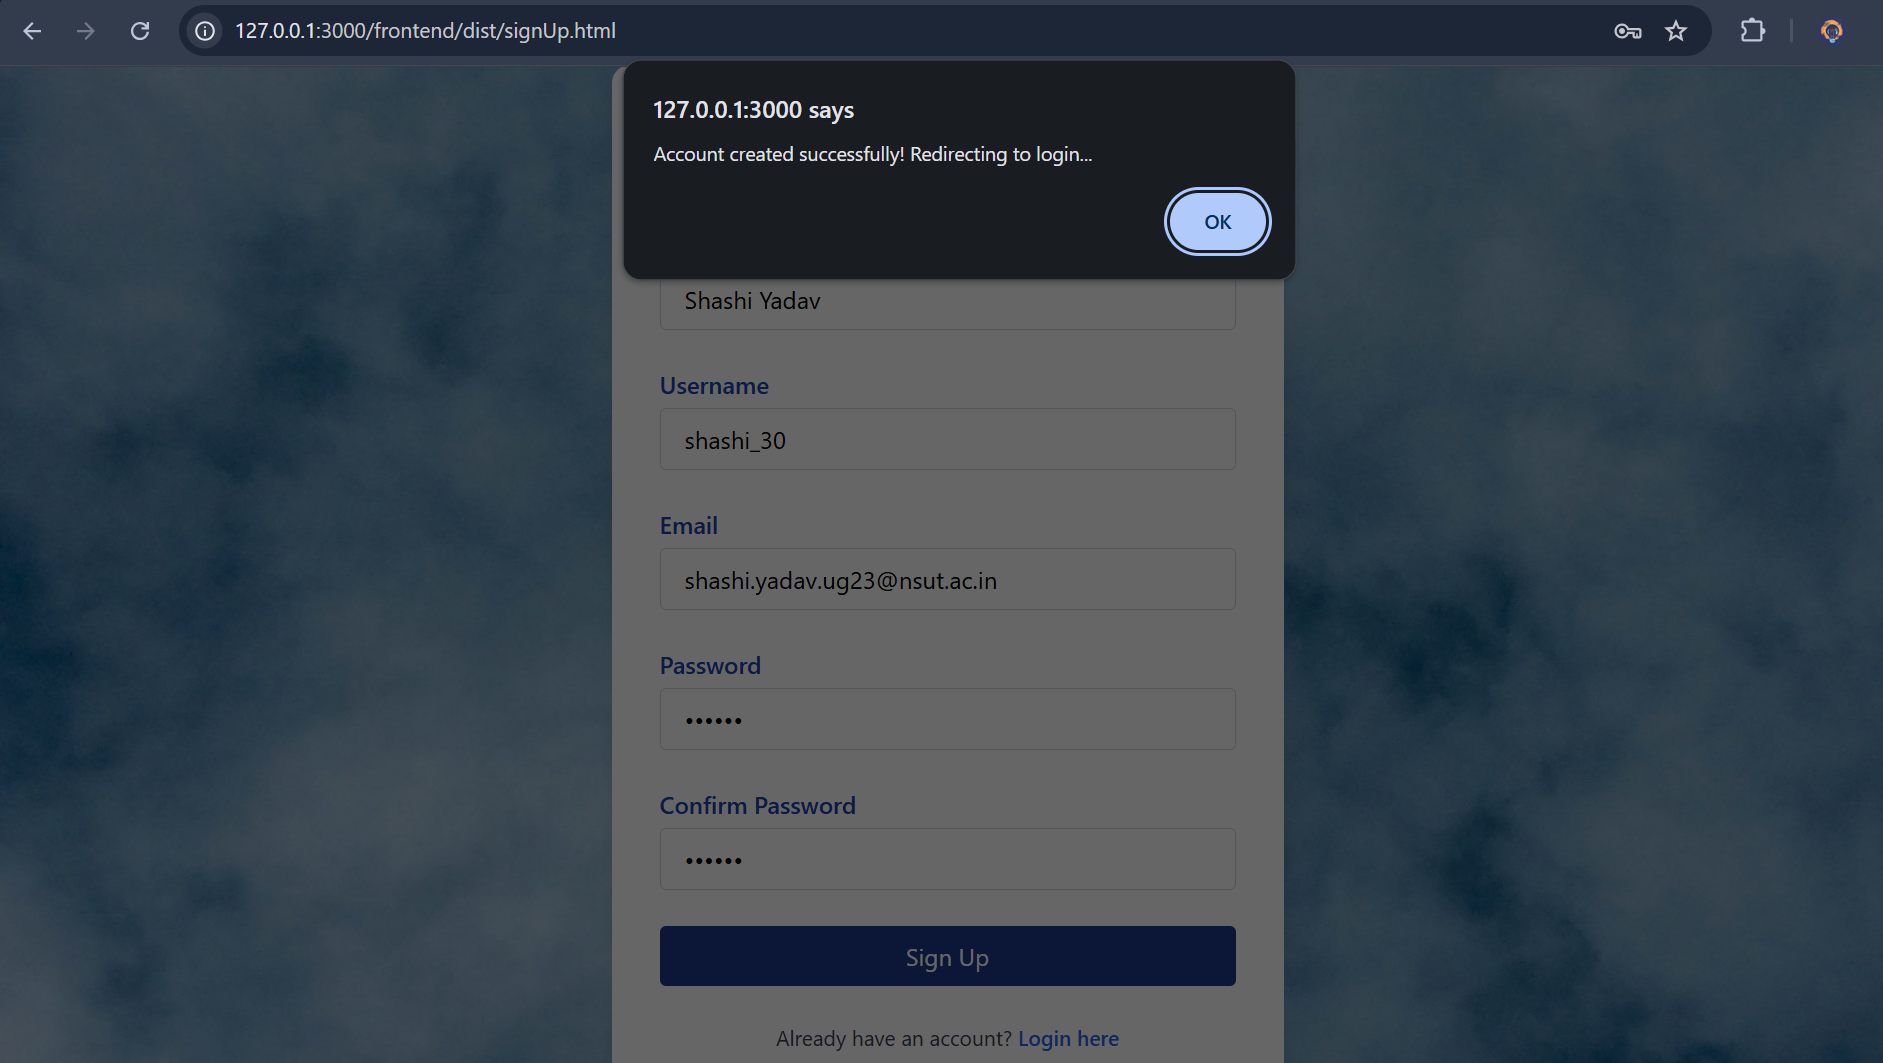 127.0.0.1:3000/frontend/dist/signUp.html
127.0.0.1:3000 says
Account created successfully! Redirecting to login...
OK
Shashi Yadav
Username
shashi_30
Email
shashi.yadav.ug23@nsut.ac.in
Password
••••••
Confirm Password
••••••
Sign Up
Already have an account? Login here